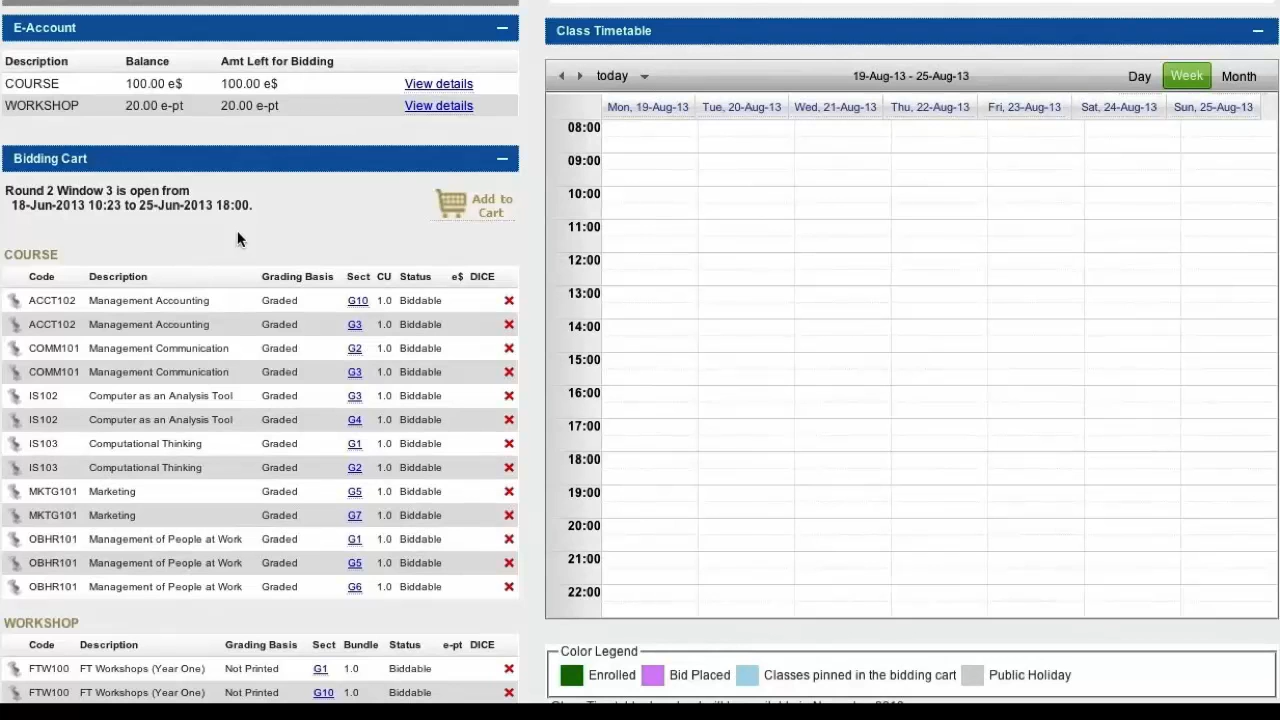 E-Account
Description Balance Amt Left for Bidding
COURSE 100.00 e$ 100.00 e$ View details
WORKSHOP 20.00 e-pt 20.00 e-pt View details
Bidding Cart
Round 2 Window 3 is open from
18-Jun-2013 10:23 to 25-Jun-2013 18:00.
Add to
Cart
COURSE
Code Description Grading Basis Sect CU Status e$ DICE
ACCT102 Management Accounting Graded G10 1.0 Biddable
ACCT102 Management Accounting Graded G3 1.0 Biddable
COMM101 Management Communication Graded G2 1.0 Biddable
COMM101 Management Communication Graded G3 1.0 Biddable
IS102 Computer as an Analysis Tool Graded G3 1.0 Biddable
IS102 Computer as an Analysis Tool Graded G4 1.0 Biddable
IS103 Computational Thinking Graded G1 1.0 Biddable
IS103 Computational Thinking Graded G2 1.0 Biddable
MKTG101 Marketing Graded G5 1.0 Biddable
MKTG101 Marketing Graded G7 1.0 Biddable
OBHR101 Management of People at Work Graded G1 1.0 Biddable
OBHR101 Management of People at Work Graded G5 1.0 Biddable
OBHR101 Management of People at Work Graded G6 1.0 Biddable
WORKSHOP
Code Description Grading Basis Sect Bundle Status e-pt DICE
FTW100 FT Workshops (Year One) Not Printed G1 1.0 Biddable
FTW100 FT Workshops (Year One) Not Printed G10 1.0 Biddable
Class Timetable
today 19-Aug-13 - 25-Aug-13 Day Week Month
Mon, 19-Aug-13 Tue, 20-Aug-13 Wed, 21-Aug-13 Thu, 22-Aug-13 Fri, 23-Aug-13 Sat, 24-Aug-13 Sun, 25-Aug-13
08:00
09:00
10:00
11:00
12:00
13:00
14:00
15:00
16:00
17:00
18:00
19:00
20:00
21:00
22:00
Color Legend
Enrolled Bid Placed Classes pinned in the bidding cart Public Holiday